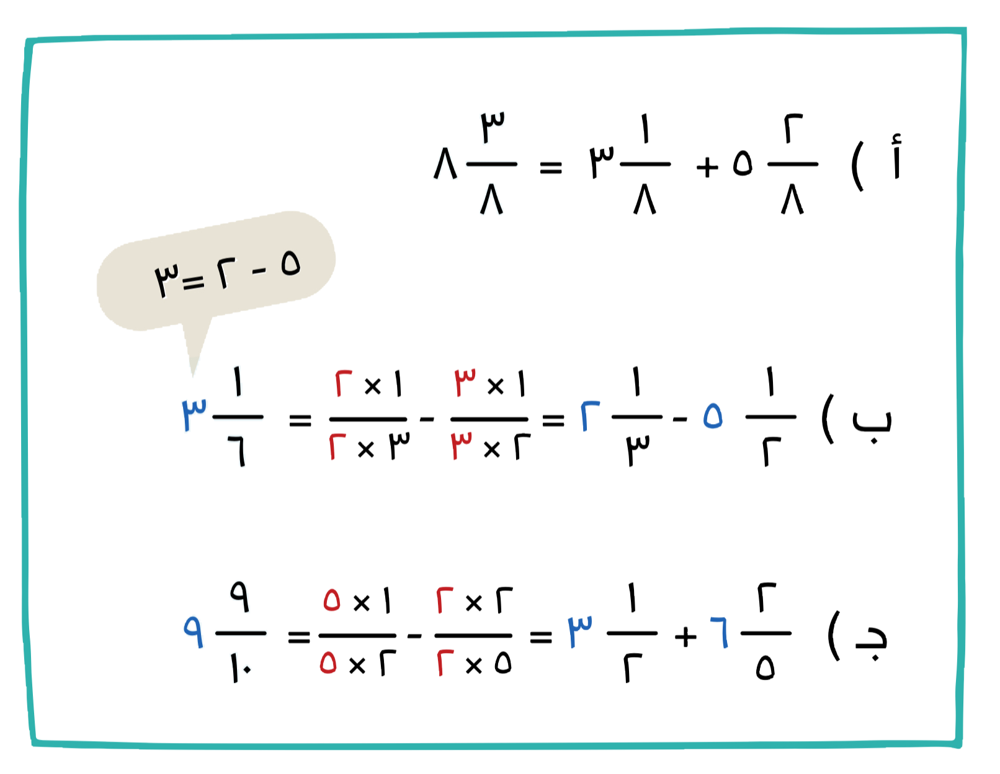 أ ) ٥ ٢/٨ + ٣ ١/٨ = ٨ ٣/٨
٥ - ٢ = ٣
ب ) ٥ ١/٢ - ٢ ١/٣ = ١ × ٣/٢ × ٣ - ١ × ٢/٣ × ٢ = ٣ ١/٦
جـ ) ٦ ٢/٥ + ٣ ١/٢ = ٢ × ٢/٥ × ٢ - ١ × ٥/٢ × ٥ = ٩ ٩/١٠